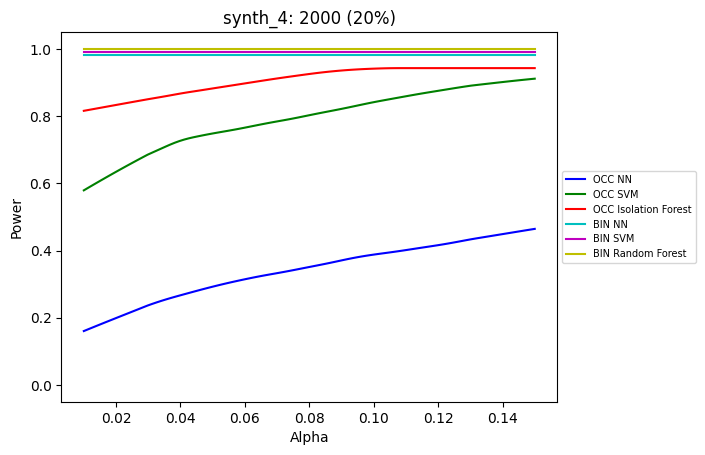 synth_4: 2000 (20%)
Power
1.0
0.8
0.6
0.4
0.2
0.0
0.02 0.04 0.06 0.08 0.10 0.12 0.14
Alpha
OCC NN
OCC SVM
OCC Isolation Forest
BIN NN
BIN SVM
BIN Random Forest